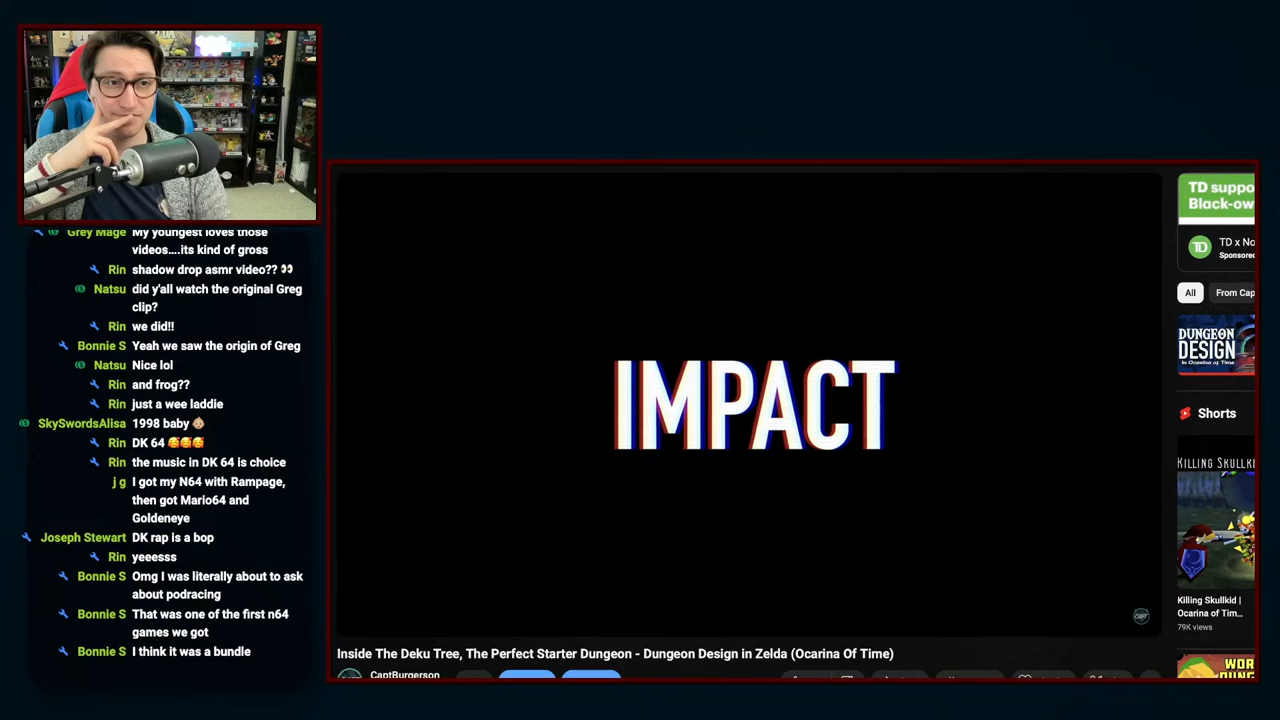 Grey Mage My youngest loves those
videos....its kind of gross
Rin shadow drop asmr video?? 👀
Natsu did y'all watch the original Greg
clip?
Rin we did!!
Bonnie S Yeah we saw the origin of Greg
Natsu Nice lol
Rin and frog??
Rin just a wee laddie
SkySwordsAlisa 1998 baby 👶🏼
Rin DK 64 🥰🥰🥰
Rin the music in DK 64 is choice
j g I got my N64 with Rampage,
then got Mario64 and
Goldeneye
Joseph Stewart DK rap is a bop
Rin yeeesss
Bonnie S Omg I was literally about to ask
about podracing
Bonnie S That was one of the first n64
games we got
Bonnie S I think it was a bundle
IMPACT
Inside The Deku Tree, The Perfect Starter Dungeon - Dungeon Design in Zelda (Ocarina Of Time)
CaptBurgerson
TD suppo
Black-ow
TD
TD x No
Sponsored
All
From Cap
DUNGEON
DESIGN
in Ocarina of Time
Shorts
KILLING SKULLKI
Killing Skullkid |
Ocarina of Tim...
79K views
WOR